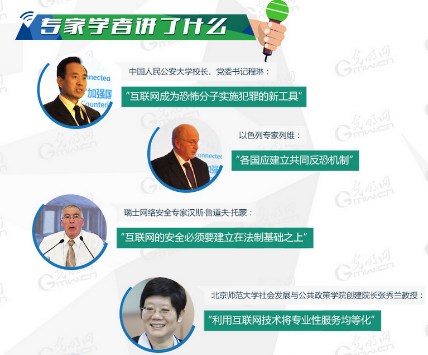 专家学者讲了什么
中国人民公安大学校长、党委书记程琳：
“互联网成为恐怖分子实施犯罪的新工具”
以色列专家列维：
“各国应建立共同反恐机制”
瑞士网络安全专家汉斯·鲁道夫·托蒙：
“互联网的安全必须要建立在法制基础之上”
北京师范大学社会发展与公共政策学院创建院长张秀兰教授：
“利用互联网技术将专业性服务均等化”
光明网